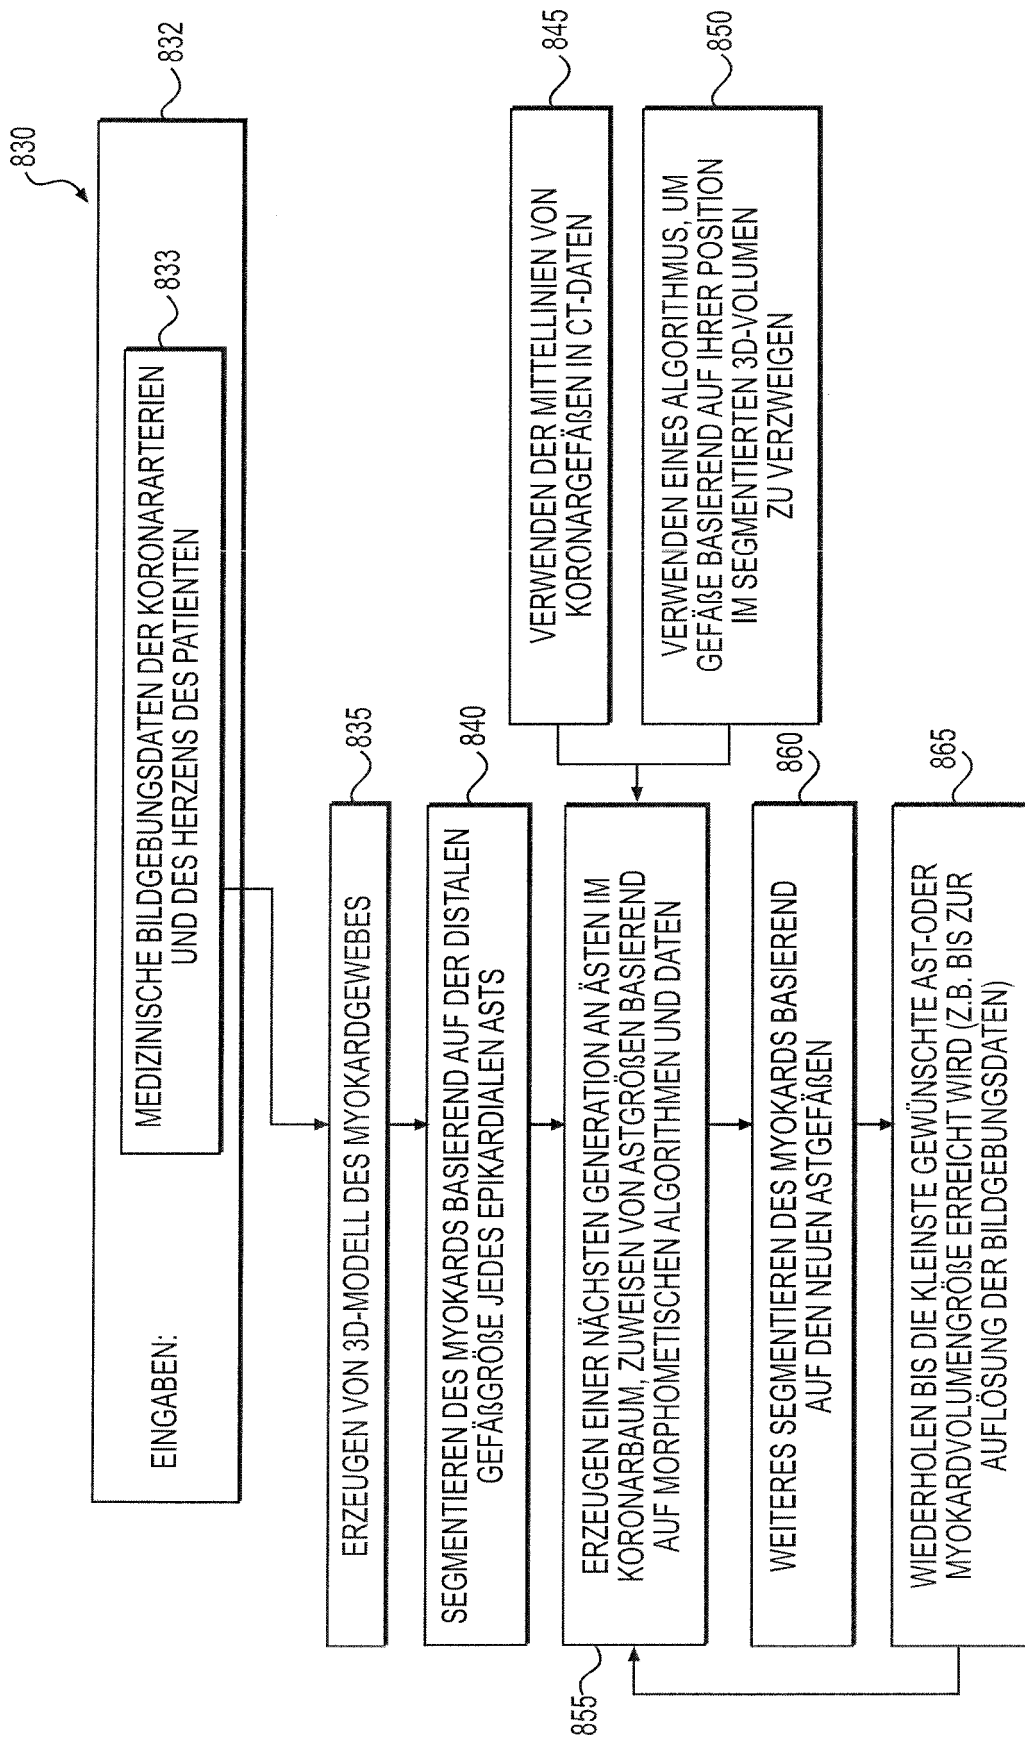 830
832
EINGABEN:
833
MEDIZINISCHE BILDGEBUNGSDATEN DER KORONARARTERIEN
UND DES HERZENS DES PATIENTEN
835
ERZEUGEN VON 3D-MODELL DES MYOKARDGEWEBES
840
SEGMENTIEREN DES MYOKARDS BASIEREND AUF DER DISTALEN
GEFÄßGRÖßE JEDES EPIKARDIALEN ASTS
845
VERWENDEN DER MITTELLINIEN VON
KORONARGEFÄßEN IN CT-DATEN
850
VERWENDEN EINES ALGORITHMUS, UM
GEFÄßE BASIEREND AUF IHRER POSITION
IM SEGMENTIERTEN 3D-VOLUMEN
ZU VERZWEIGEN
855
ERZEUGEN EINER NÄCHSTEN GENERATION AN ÄSTEN IM
KORONARBAUM, ZUWEISEN VON ASTGRÖßEN BASIEREND
AUF MORPHOMETISCHEN ALGORITHMEN UND DATEN
860
WEITERES SEGMENTIEREN DES MYOKARDS BASIEREND
AUF DEN NEUEN ASTGEFÄßEN
865
WIEDERHOLEN BIS DIE KLEINSTE GEWÜNSCHTE AST-ODER
MYOKARDVOLUMENGRÖßE ERREICHT WIRD (Z.B. BIS ZUR
AUFLÖSUNG DER BILDGEBUNGSDATEN)